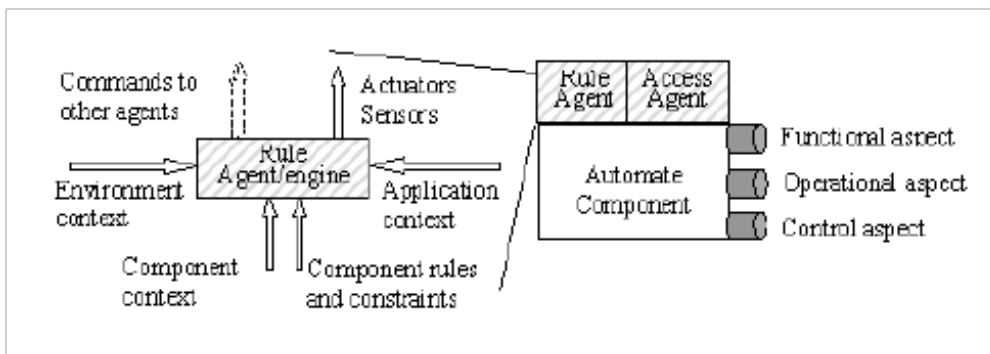 Commands to
other agents
Actuators
Sensors
Rule
Agent/engine
Environment
context
Application
context
Component
context
Component rules
and constraints
Rule
Agent
Access
Agent
Automate
Component
Functional aspect
Operational aspect
Control aspect